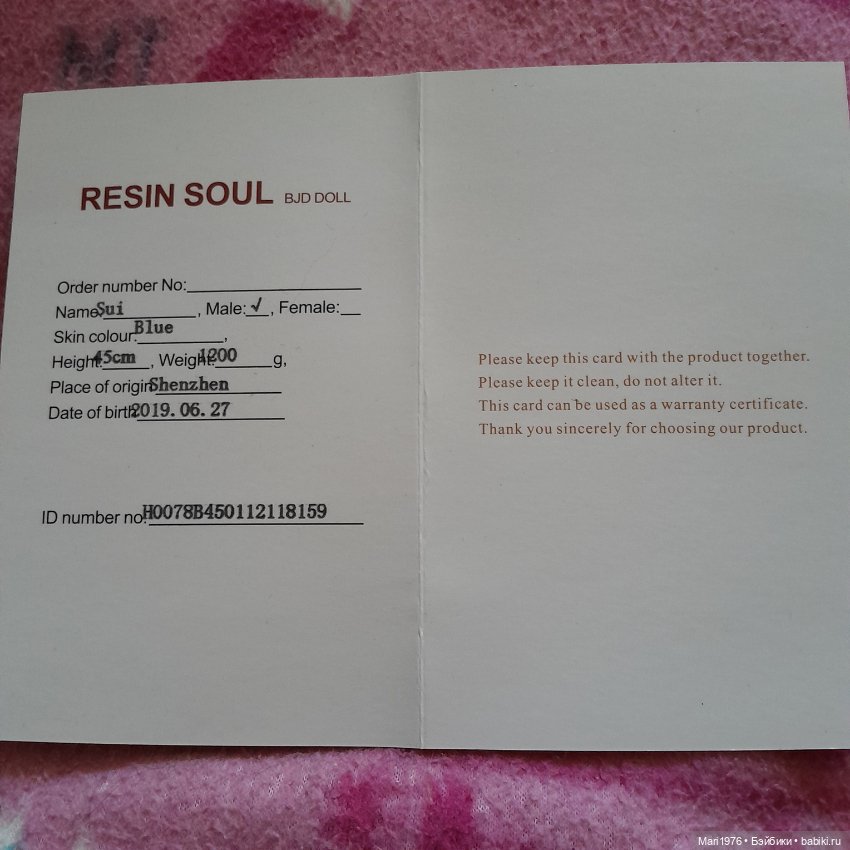 RESIN SOUL BJD DOLL
Order number No:
Name Sui, Male: √, Female:
Skin colour: Blue,
Height: 45cm, Weight: 1200 g,
Place of origin Shenzhen
Date of birth: 2019.06.27
ID number no: H0078B450112118159
Please keep this card with the product together.
Please keep it clean, do not alter it.
This card can be used as a warranty certificate.
Thank you sincerely for choosing our product.
Mari1976 • Бэйбики • babiki.ru